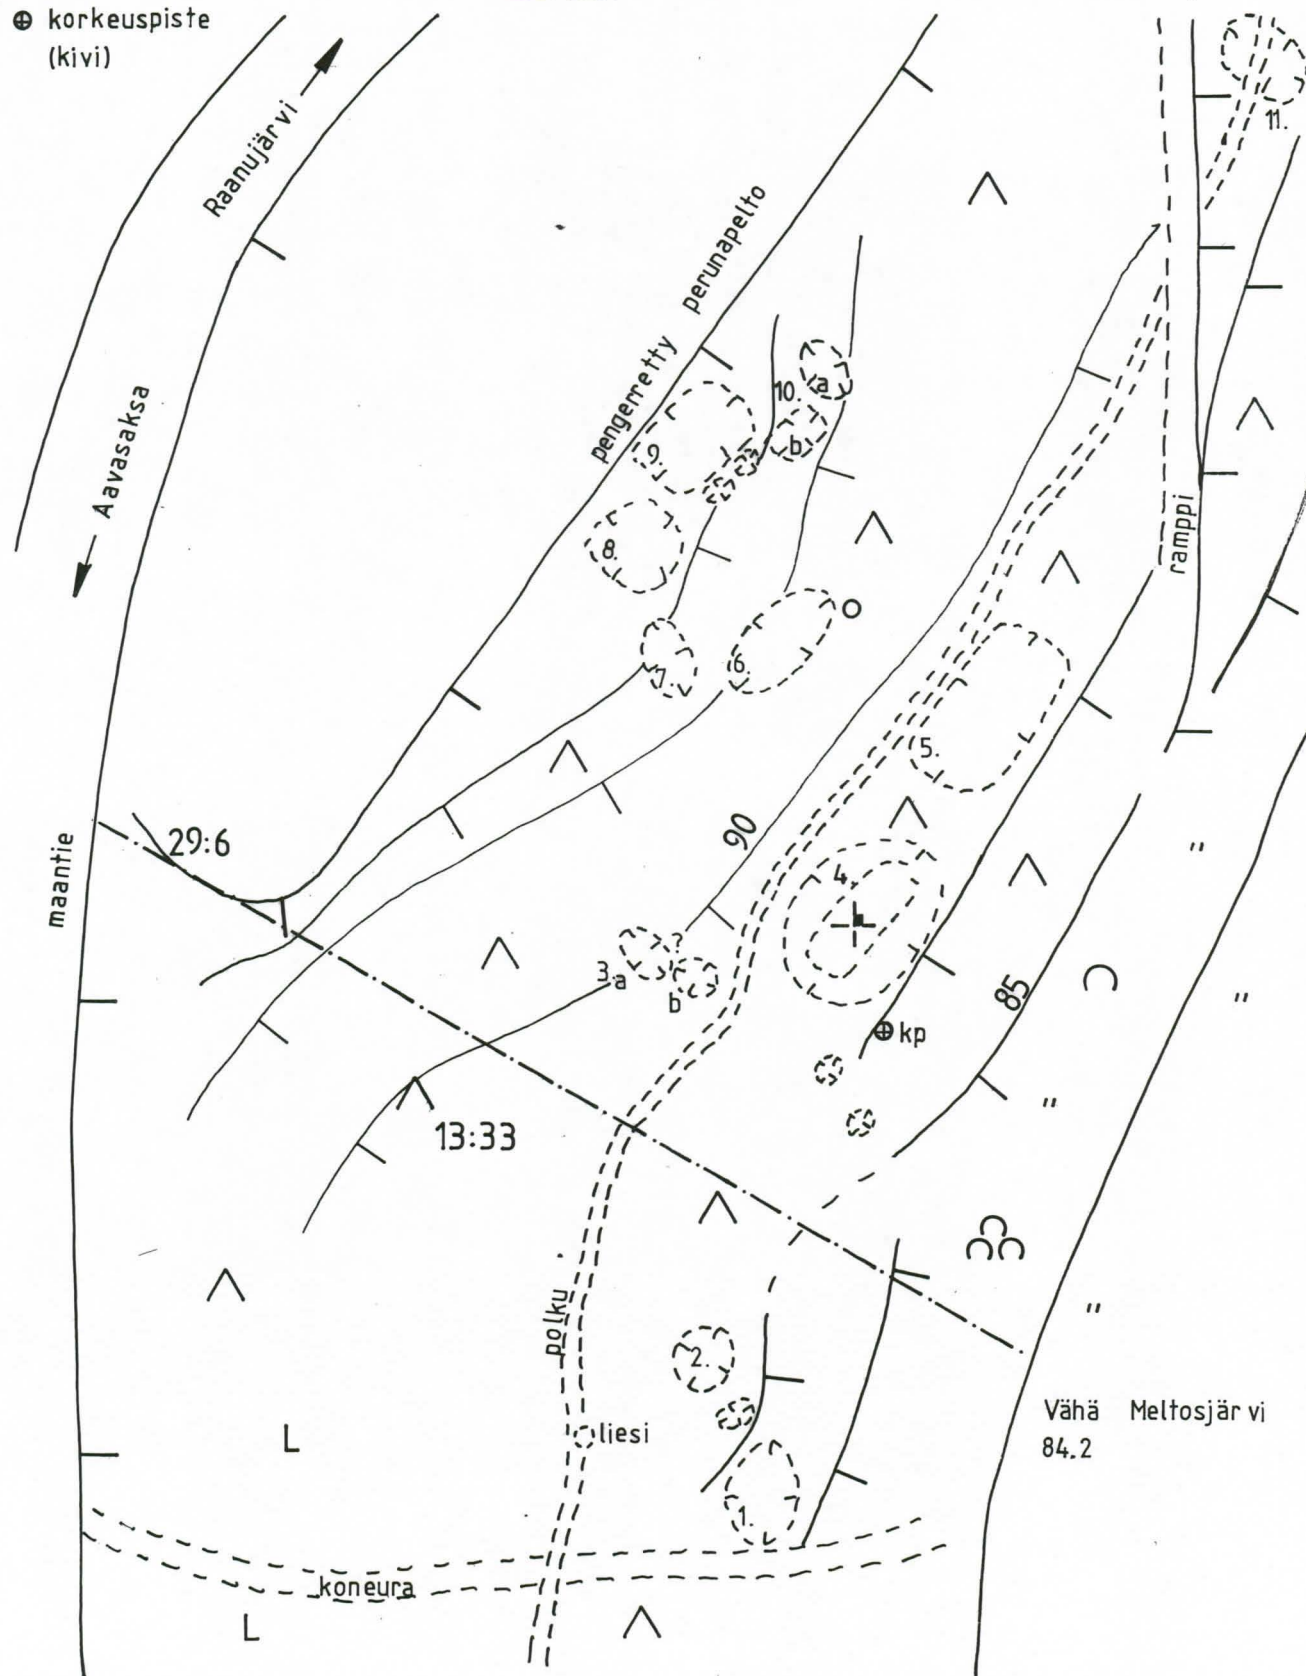 ⊕ korkeuspiste
(kivi)
Raanujärvi
11.
perunapelto
pengerretty
a
10.
b
Aavasaksa
9.
8.
ramppi
7.
6.
5.
90
29:6
maantie
4.
?
3.a
b
85
kp
13:33
"
"
"
"
polku
2.
liesi
Vähä Meltosjärvi
84.2
L
1.
koneura
L